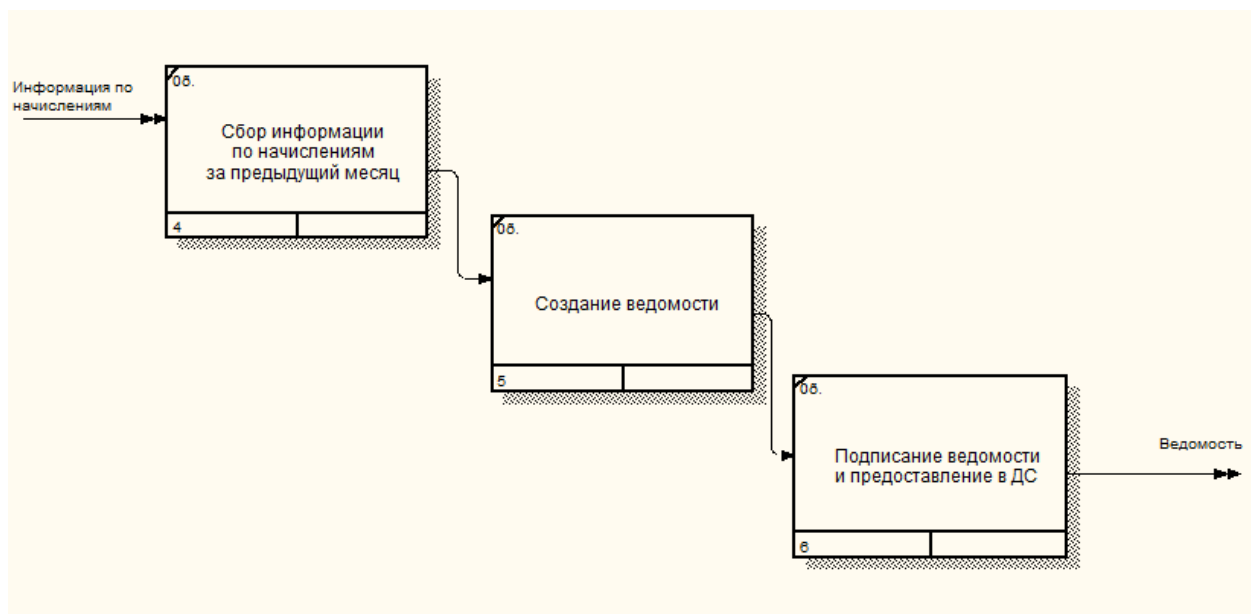 Информация по
начислениям
0б.
Сбор информации
по начислениям
за предыдущий месяц
4
0б.
Создание ведомости
5
0б.
Подписание ведомости
и предоставление в ДС
6
Ведомость